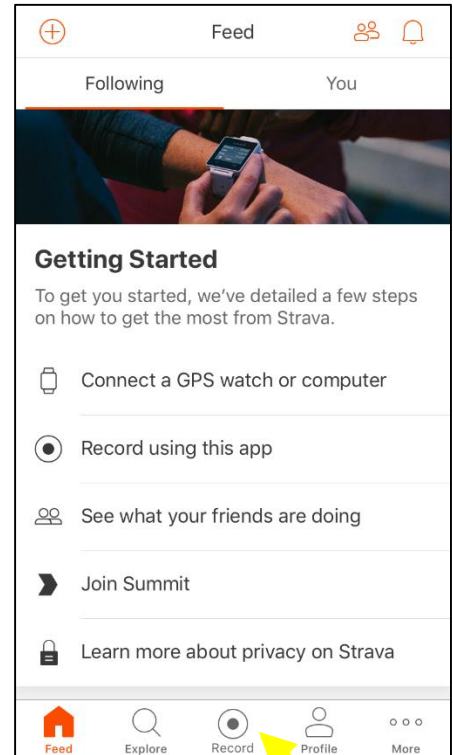 Feed
Following You
Getting Started
To get you started, we've detailed a few steps
on how to get the most from Strava.
Connect a GPS watch or computer
Record using this app
See what your friends are doing
Join Summit
Learn more about privacy on Strava
Feed Explore Record Profile More